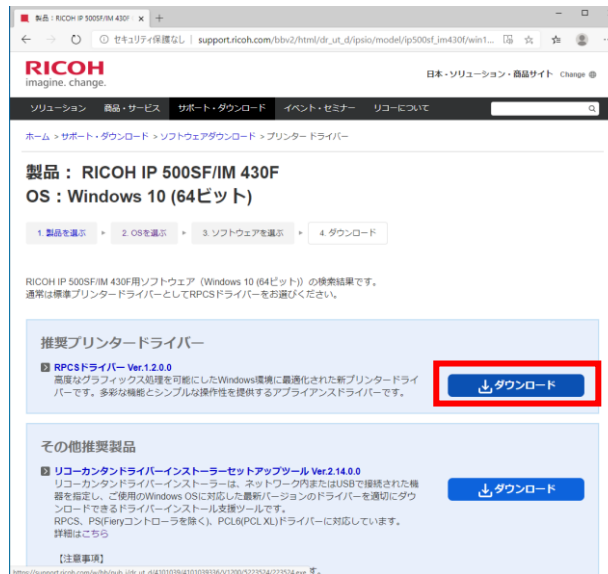 製品：RICOH IP 500SF/IM 430F
セキュリティ保護なし | support.ricoh.com/bbv2/html/dr_ut_d/ipsio/model/ip500sf_im430f/win1...
RICOH
imagine. change.
日本 - ソリューション・商品サイト Change
ソリューション 商品・サービス サポート・ダウンロード イベント・セミナー リコーについて
ホーム > サポート・ダウンロード > ソフトウェアダウンロード > プリンター ドライバー
製品： RICOH IP 500SF/IM 430F
OS：Windows 10 (64ビット)
1. 製品を選ぶ 2. OSを選ぶ 3. ソフトウェアを選ぶ 4. ダウンロード
RICOH IP 500SF/IM 430F用ソフトウェア（Windows 10 (64ビット)）の検索結果です。
通常は標準プリンタードライバーとしてRPCSドライバーをお選びください。
推奨プリンタードライバー
RPCSドライバー Ver.1.2.0.0
高度なグラフィックス処理を可能にしたWindows環境に最適化された新プリンタードライ
バーです。多彩な機能とシンプルな操作性を提供するアプライアンスドライバーです。
ダウンロード
その他推奨製品
リコーカンタンドライバーインストーラーセットアップツール Ver.2.14.0.0
リコーカンタンドライバーインストーラーは、ネットワーク内またはUSBで接続された機
器を指定し、ご使用のWindows OSに対応した最新バージョンのドライバーを適切にダウ
ンロードできるドライバーインストール支援ツールです。
RPCS、PS(Fieryコントローラを除く)、PCL6(PCL XL)ドライバーに対応しています。
詳細はこちら
ダウンロード
【注意事項】
す。